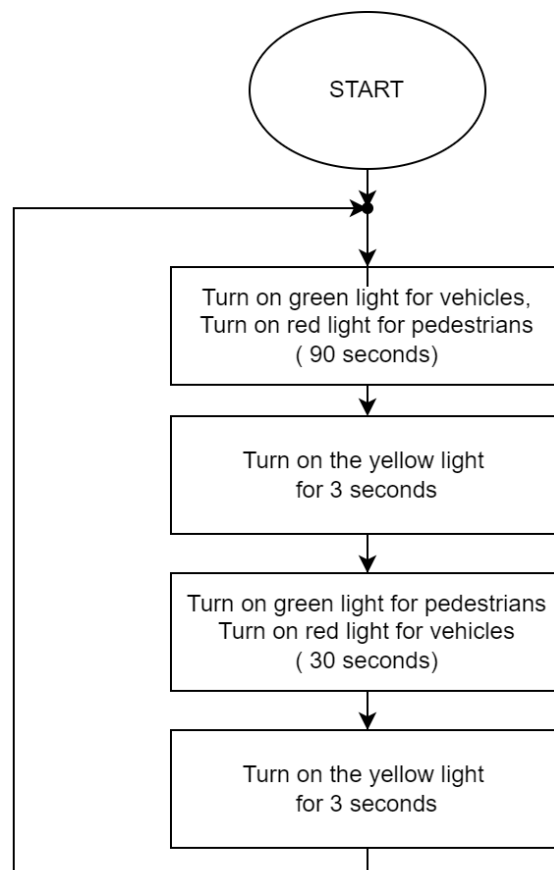 START
Turn on green light for vehicles,
Turn on red light for pedestrians
( 90 seconds)
Turn on the yellow light
for 3 seconds
Turn on green light for pedestrians
Turn on red light for vehicles
( 30 seconds)
Turn on the yellow light
for 3 seconds